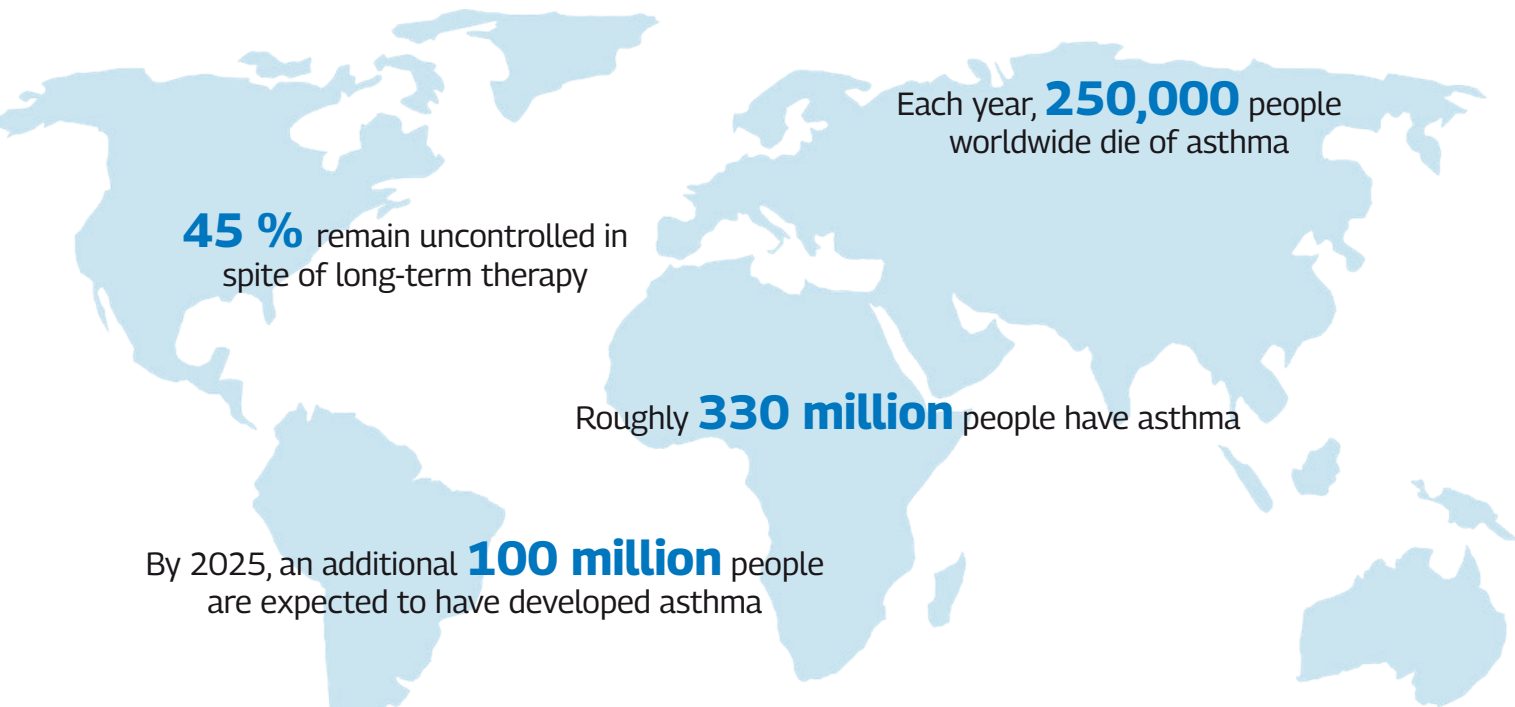 Each year, 250,000 people
worldwide die of asthma
45 % remain uncontrolled in
spite of long-term therapy
Roughly 330 million people have asthma
By 2025, an additional 100 million people
are expected to have developed asthma